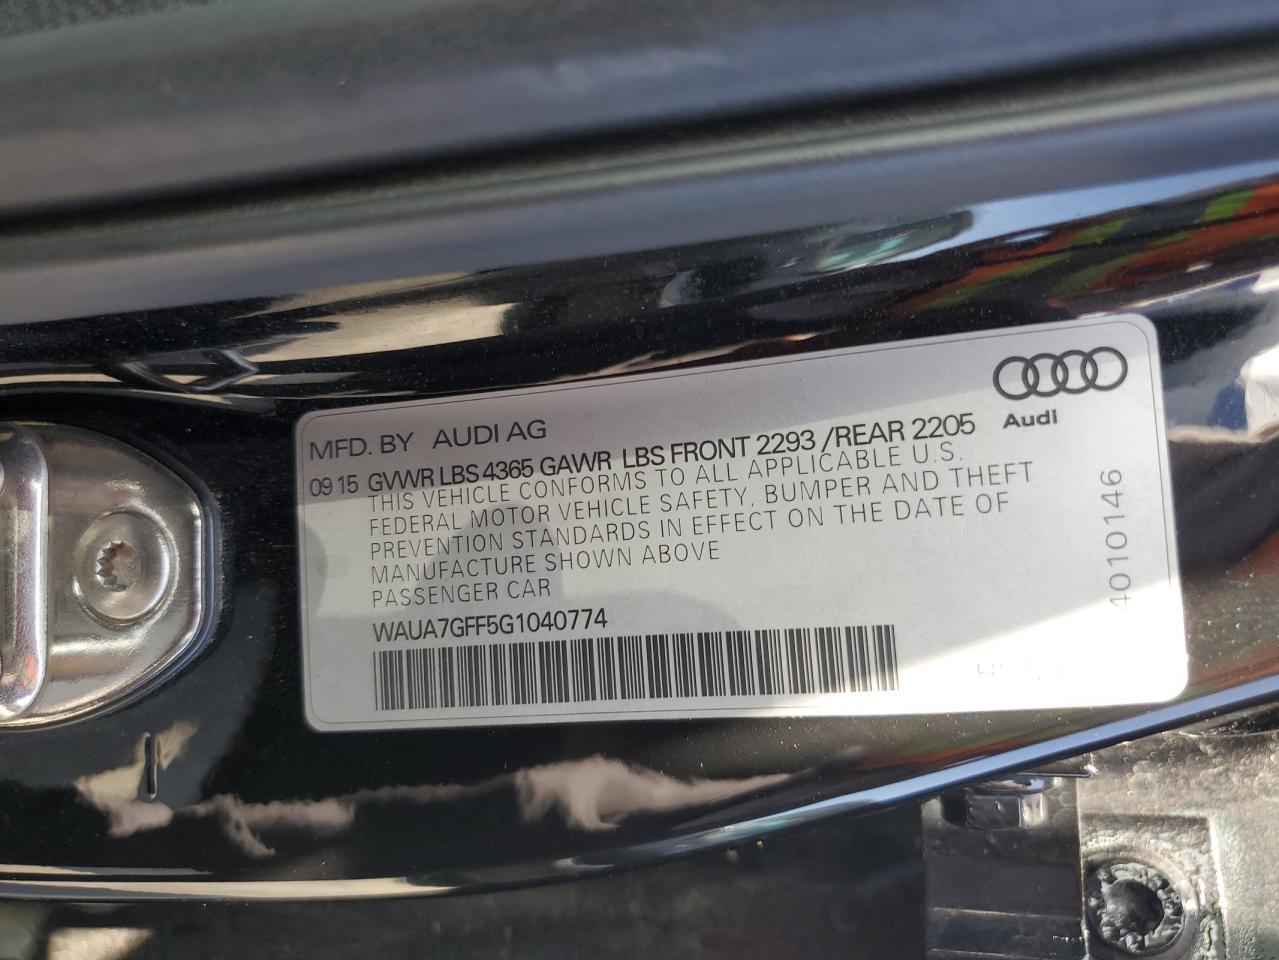 MFD. BY AUDI AG
Audi
09 15 GVWR LBS 4365 GAWR LBS FRONT 2293 /REAR 2205
THIS VEHICLE CONFORMS TO ALL APPLICABLE U.S.
FEDERAL MOTOR VEHICLE SAFETY, BUMPER AND THEFT
PREVENTION STANDARDS IN EFFECT ON THE DATE OF
MANUFACTURE SHOWN ABOVE
PASSENGER CAR
WAUA7GFF5G1040774
4010146